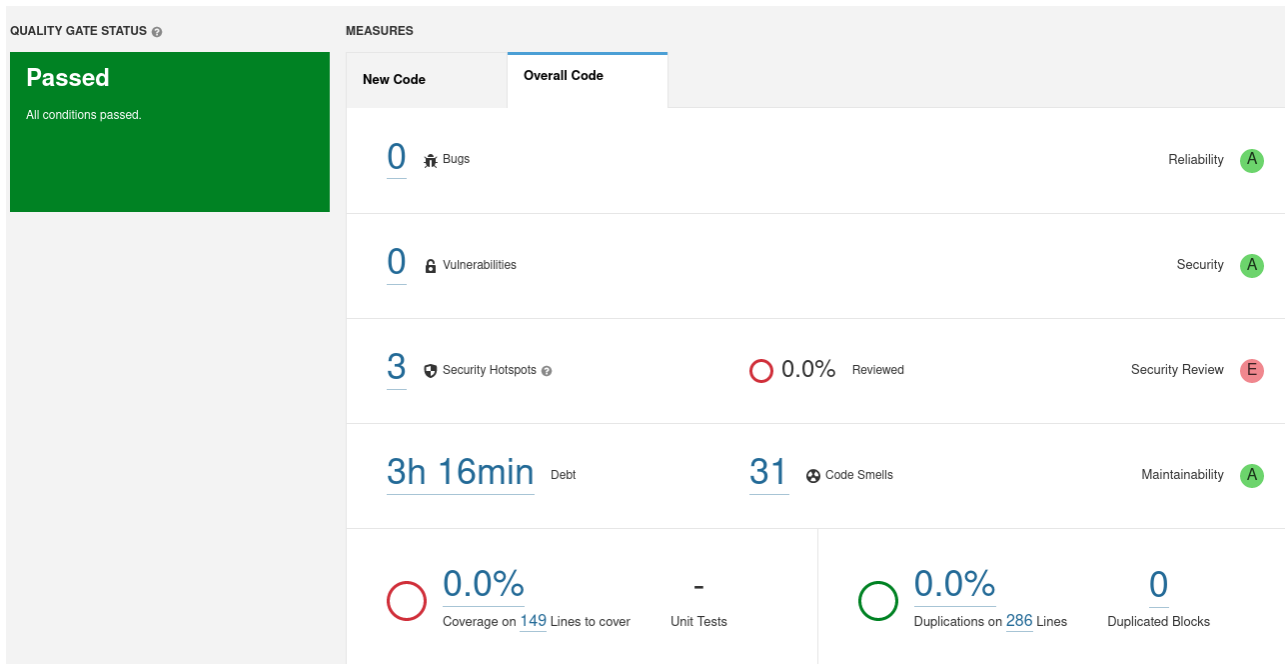 QUALITY GATE STATUS ?
MEASURES
Passed
All conditions passed.
New Code
Overall Code
0 Bugs
Reliability A
0 Vulnerabilities
Security A
3 Security Hotspots ?
0.0% Reviewed
Security Review E
3h 16min Debt
31 Code Smells
Maintainability A
0.0%
Coverage on 149 Lines to cover
-
Unit Tests
0.0%
Duplications on 286 Lines
0
Duplicated Blocks